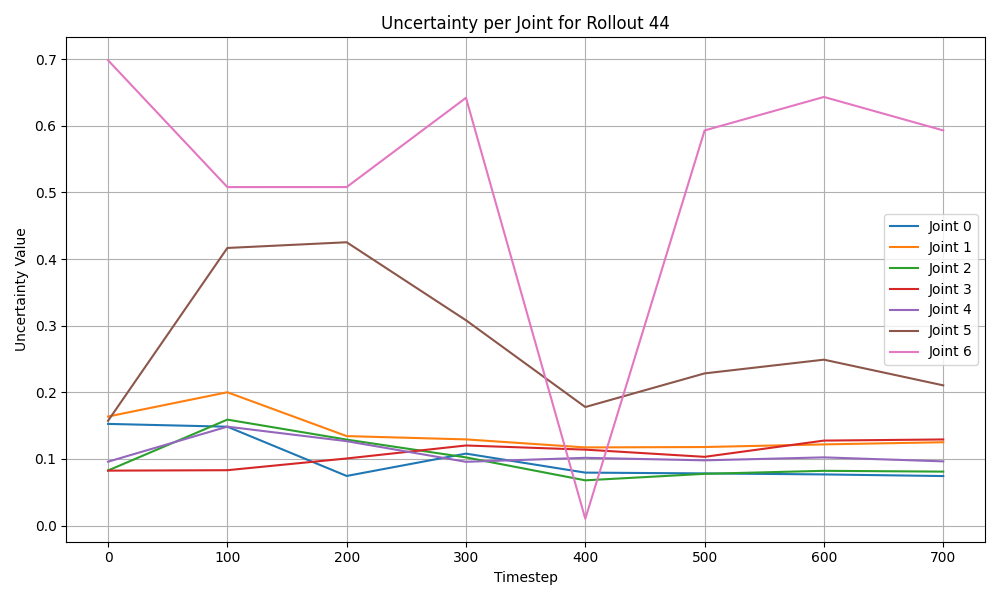 Uncertainty per Joint for Rollout 44
Uncertainty Value
0.7
0.6
0.5
0.4
0.3
0.2
0.1
0.0
0 100 200 300 400 500 600 700
Timestep
Joint 0
Joint 1
Joint 2
Joint 3
Joint 4
Joint 5
Joint 6